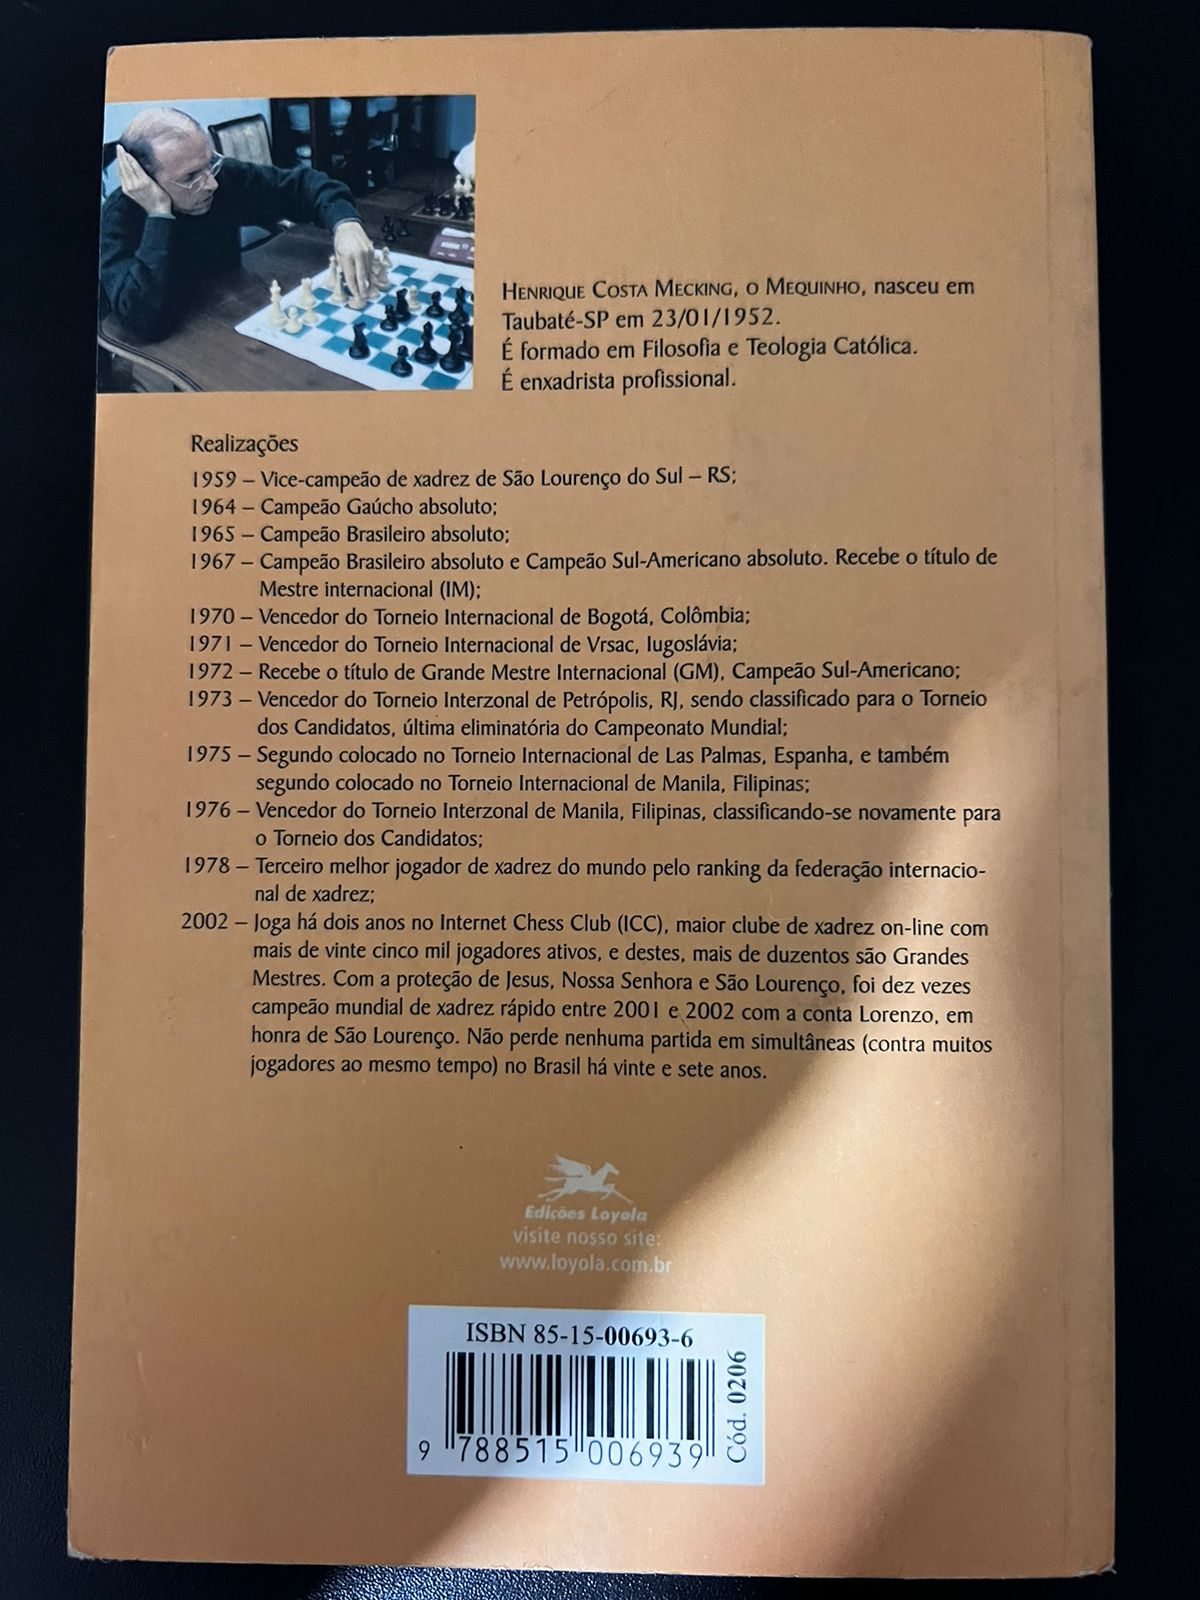 HENRIQUE COSTA MECKING, O MEQUINHO, nasceu em
Taubaté-SP em 23/01/1952.
É formado em Filosofia e Teologia Católica.
É enxadrista profissional.
Realizações
1959 – Vice-campeão de xadrez de São Lourenço do Sul – RS;
1964 – Campeão Gaúcho absoluto;
1965 – Campeão Brasileiro absoluto;
1967 – Campeão Brasileiro absoluto e Campeão Sul-Americano absoluto. Recebe o título de
Mestre internacional (IM);
1970 – Vencedor do Torneio Internacional de Bogotá, Colômbia;
1971 – Vencedor do Torneio Internacional de Vrsac, Iugoslávia;
1972 – Recebe o título de Grande Mestre Internacional (GM), Campeão Sul-Americano;
1973 – Vencedor do Torneio Interzonal de Petrópolis, RJ, sendo classificado para o Torneio
dos Candidatos, última eliminatória do Campeonato Mundial;
1975 – Segundo colocado no Torneio Internacional de Las Palmas, Espanha, e também
segundo colocado no Torneio Internacional de Manila, Filipinas;
1976 – Vencedor do Torneio Interzonal de Manila, Filipinas, classificando-se novamente para
o Torneio dos Candidatos;
1978 – Terceiro melhor jogador de xadrez do mundo pelo ranking da federação internacio-
nal de xadrez;
2002 – Joga há dois anos no Internet Chess Club (ICC), maior clube de xadrez on-line com
mais de vinte cinco mil jogadores ativos, e destes, mais de duzentos são Grandes
Mestres. Com a proteção de Jesus, Nossa Senhora e São Lourenço, foi dez vezes
campeão mundial de xadrez rápido entre 2001 e 2002 com a conta Lorenzo, em
honra de São Lourenço. Não perde nenhuma partida em simultâneas (contra muitos
jogadores ao mesmo tempo) no Brasil há vinte e sete anos.
Edições Loyola
visite nosso site:
www.loyola.com.br
ISBN 85-15-00693-6
9 788515 006939
Cód. 0206